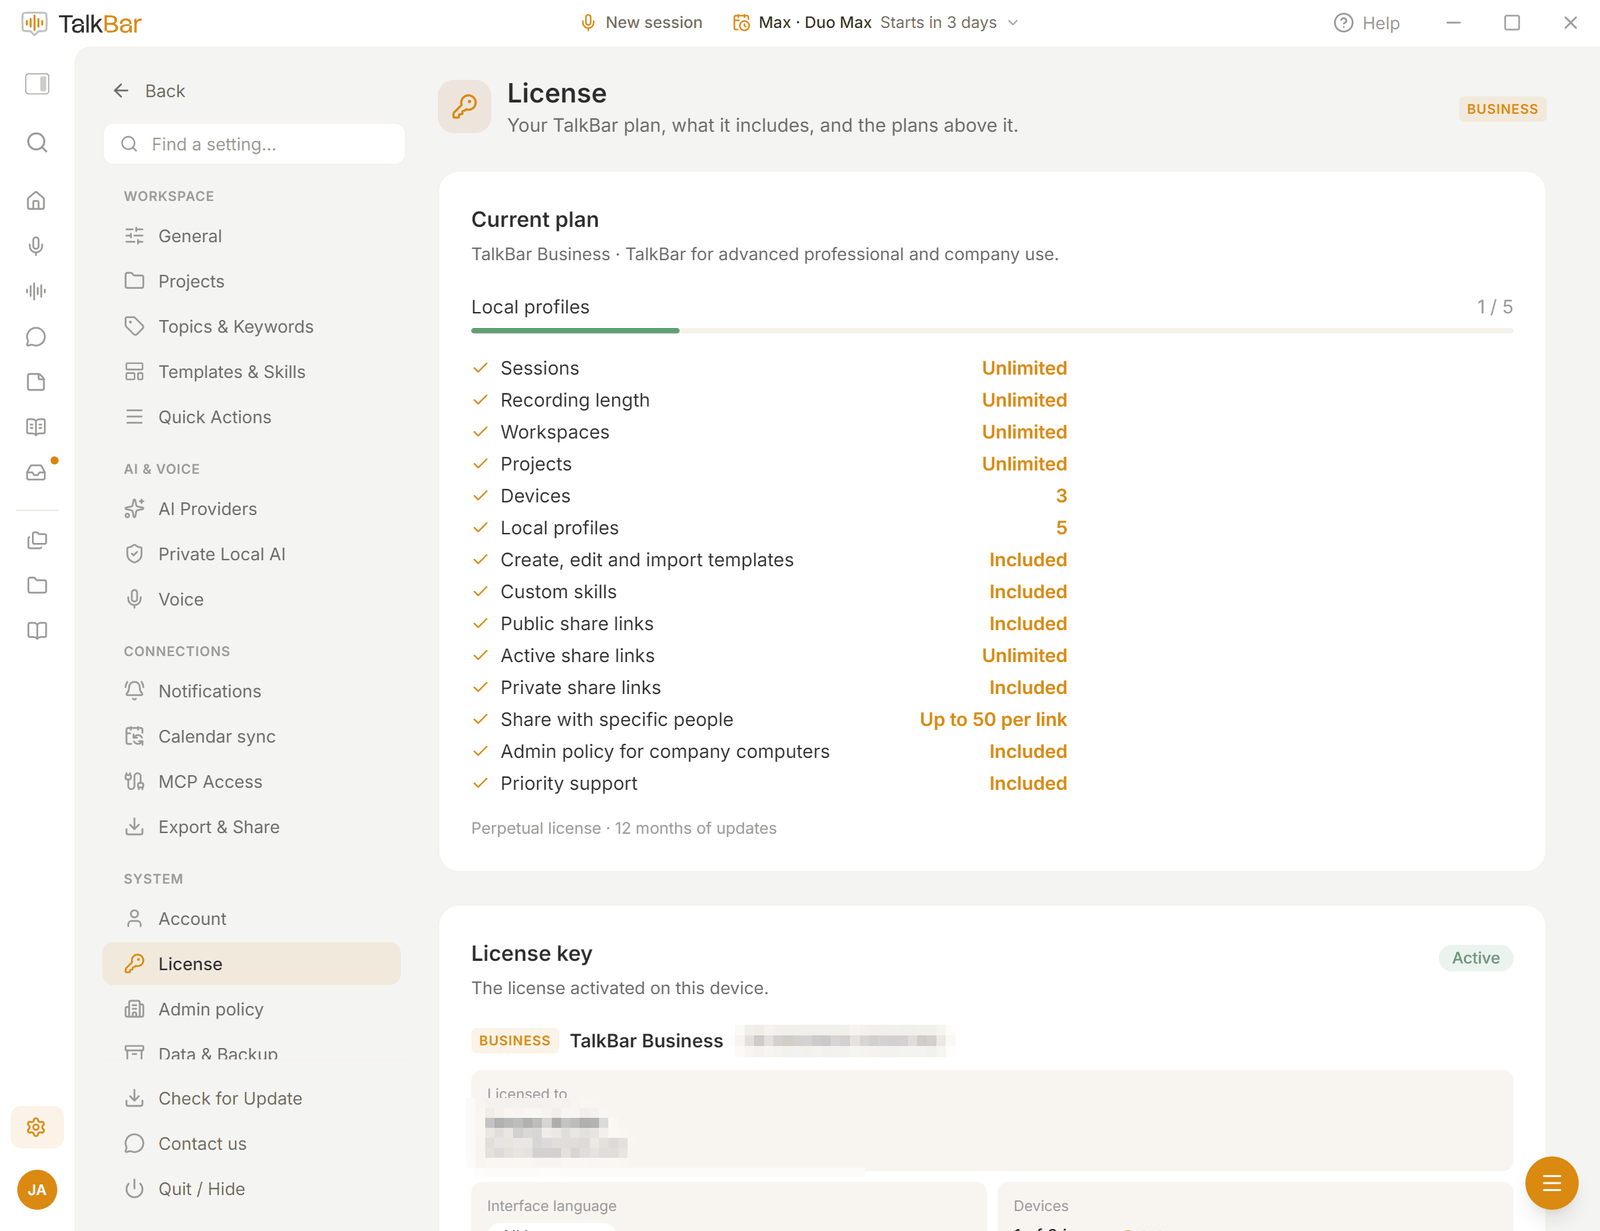 TalkBar
New session
Max · Duo Max Starts in 3 days
Help
Back
Find a setting...
WORKSPACE
General
Projects
Topics & Keywords
Templates & Skills
Quick Actions
AI & VOICE
AI Providers
Private Local AI
Voice
CONNECTIONS
Notifications
Calendar sync
MCP Access
Export & Share
SYSTEM
Account
License
Admin policy
Data & Backup
Check for Update
Contact us
Quit / Hide
JA
License
Your TalkBar plan, what it includes, and the plans above it.
BUSINESS
Current plan
TalkBar Business · TalkBar for advanced professional and company use.
Local profiles 1 / 5
Sessions Unlimited
Recording length Unlimited
Workspaces Unlimited
Projects Unlimited
Devices 3
Local profiles 5
Create, edit and import templates Included
Custom skills Included
Public share links Included
Active share links Unlimited
Private share links Included
Share with specific people Up to 50 per link
Admin policy for company computers Included
Priority support Included
Perpetual license · 12 months of updates
License key
Active
The license activated on this device.
BUSINESS TalkBar Business
Licensed to
Interface language
Devices